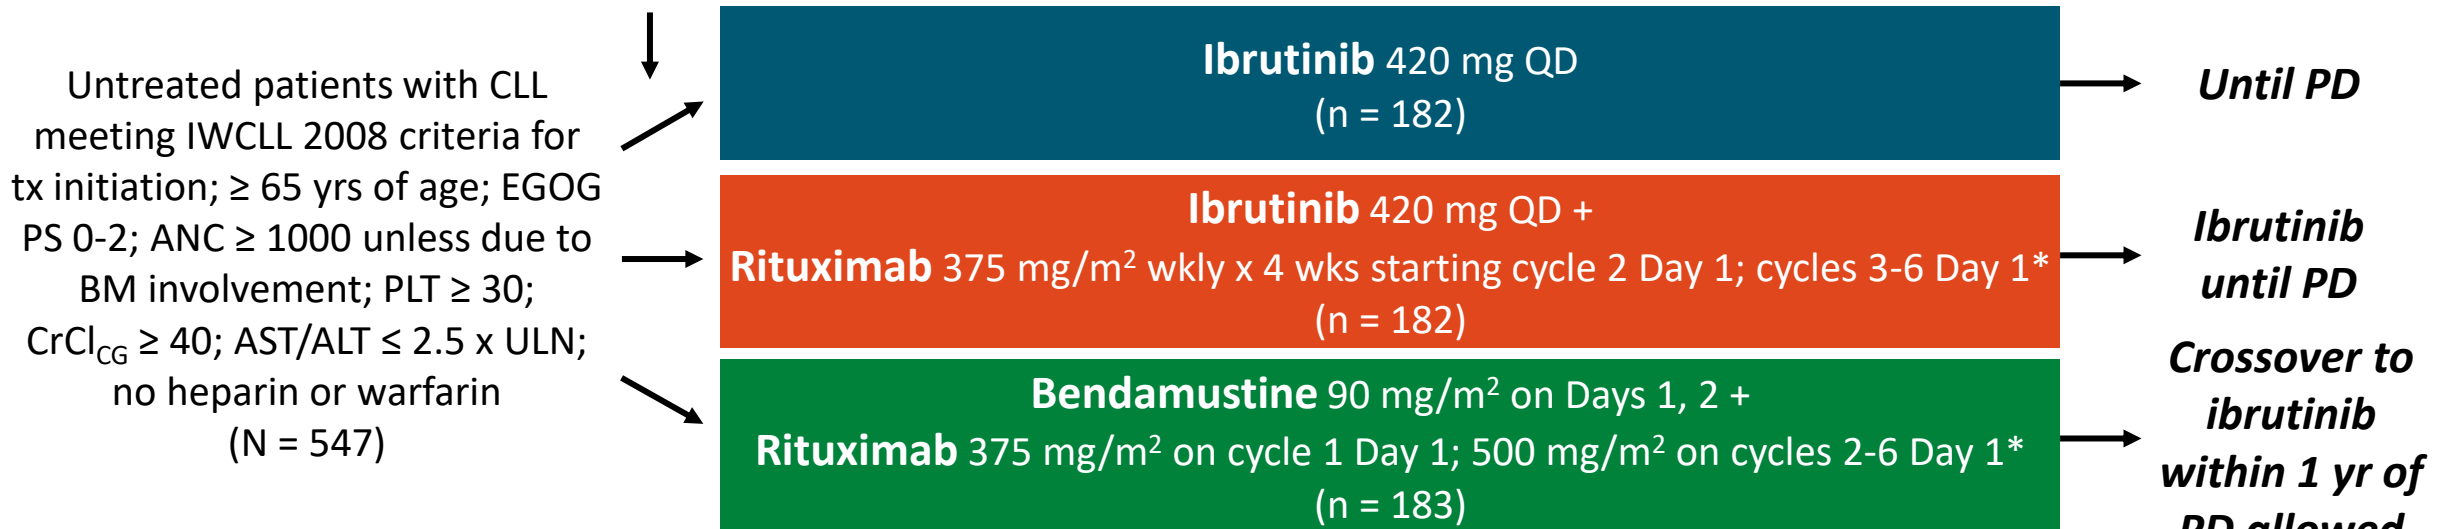 Untreated patients with CLL
meeting IWCLL 2008 criteria for
tx initiation; ≥ 65 yrs of age; EGOG
PS 0-2; ANC ≥ 1000 unless due to
BM involvement; PLT ≥ 30;
CrCl_CG ≥ 40; AST/ALT ≤ 2.5 x ULN;
no heparin or warfarin
(N = 547)
Ibrutinib 420 mg QD
(n = 182)
Until PD
Ibrutinib 420 mg QD +
Rituximab 375 mg/m² wkly x 4 wks starting cycle 2 Day 1; cycles 3-6 Day 1*
(n = 182)
Ibrutinib
until PD
Bendamustine 90 mg/m² on Days 1, 2 +
Rituximab 375 mg/m² on cycle 1 Day 1; 500 mg/m² on cycles 2-6 Day 1*
(n = 183)
Crossover to
ibrutinib
within 1 yr of
PD allowed